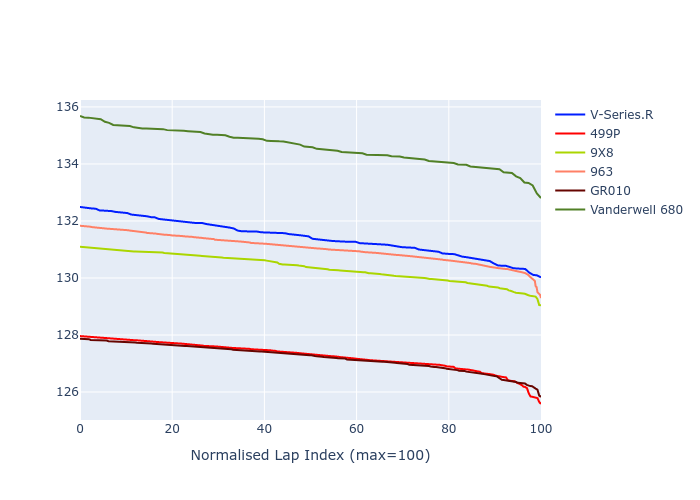 136
134
132
130
128
126
0 20 40 60 80 100
Normalised Lap Index (max=100)
V-Series.R
499P
9X8
963
GR010
Vanderwell 680